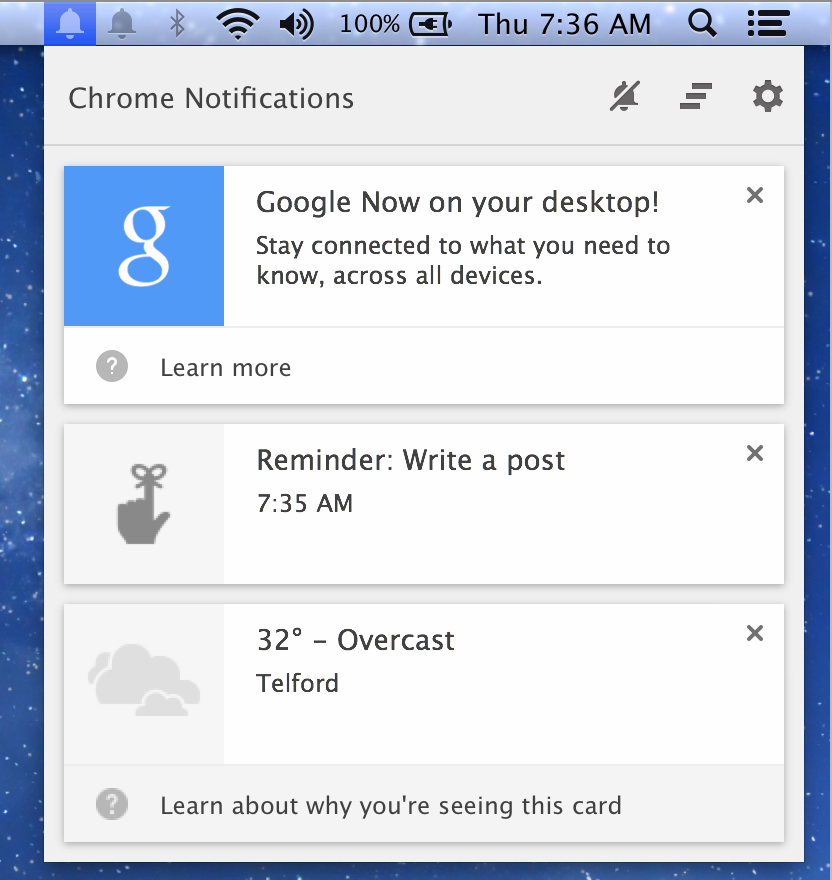 100% Thu 7:36 AM
Chrome Notifications
g
Google Now on your desktop!
Stay connected to what you need to
know, across all devices.
? Learn more
Reminder: Write a post
7:35 AM
32° – Overcast
Telford
? Learn about why you're seeing this card